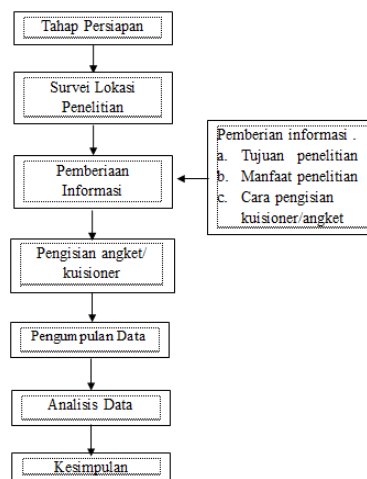 Tahap Persiapan
Survei Lokasi
Penelitian
Pemberiaan
Informasi
Pemberian informasi .
a. Tujuan penelitian
b. Manfaat penelitian
c. Cara pengisian
kuisioner/angket
Pengisian angket/
kuisioner
Pengumpulan Data
Analisis Data
Kesimpulan